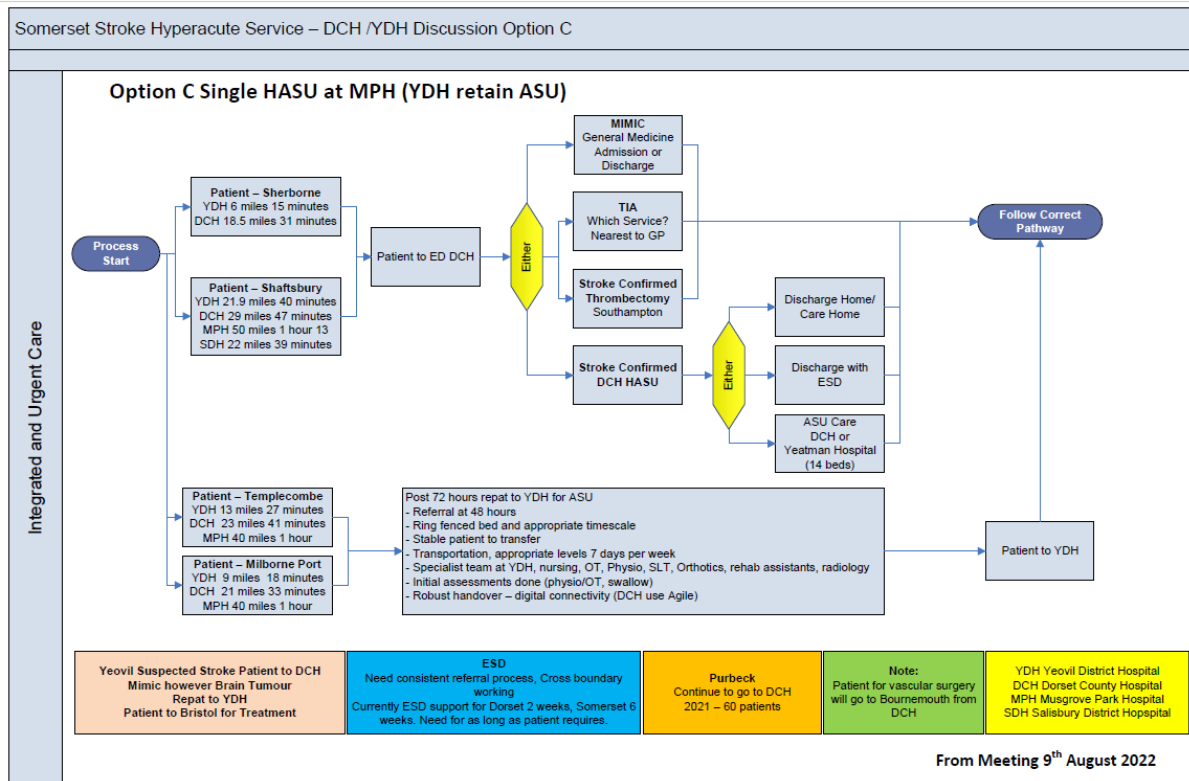 Somerset Stroke Hyperacute Service – DCH /YDH Discussion Option C
Integrated and Urgent Care
Option C Single HASU at MPH (YDH retain ASU)
Process
Start
Patient – Sherborne
YDH 6 miles 15 minutes
DCH 18.5 miles 31 minutes
Patient – Shaftsbury
YDH 21.9 miles 40 minutes
DCH 29 miles 47 minutes
MPH 50 miles 1 hour 13
SDH 22 miles 39 minutes
Patient to ED DCH
Either
MIMIC
General Medicine
Admission or
Discharge
TIA
Which Service?
Nearest to GP
Stroke Confirmed
Thrombectomy
Southampton
Stroke Confirmed
DCH HASU
Either
Discharge Home/
Care Home
Discharge with
ESD
ASU Care
DCH or
Yeatman Hospital
(14 beds)
Follow Correct
Pathway
Patient – Templecombe
YDH 13 miles 27 minutes
DCH 23 miles 41 minutes
MPH 40 miles 1 hour
Patient – Milborne Port
YDH 9 miles 18 minutes
DCH 21 miles 33 minutes
MPH 40 miles 1 hour
Post 72 hours repat to YDH for ASU
- Referral at 48 hours
- Ring fenced bed and appropriate timescale
- Stable patient to transfer
- Transportation, appropriate levels 7 days per week
- Specialist team at YDH, nursing, OT, Physio, SLT, Orthotics, rehab assistants, radiology
- Initial assessments done (physio/OT, swallow)
- Robust handover – digital connectivity (DCH use Agile)
Patient to YDH
Yeovil Suspected Stroke Patient to DCH
Mimic however Brain Tumour
Repat to YDH
Patient to Bristol for Treatment
ESD
Need consistent referral process, Cross boundary
working
Currently ESD support for Dorset 2 weeks, Somerset 6
weeks. Need for as long as patient requires.
Purbeck
Continue to go to DCH
2021 – 60 patients
Note:
Patient for vascular surgery
will go to Bournemouth from
DCH
YDH Yeovil District Hospital
DCH Dorset County Hospital
MPH Musgrove Park Hospital
SDH Salisbury District Hopspital
From Meeting 9th August 2022